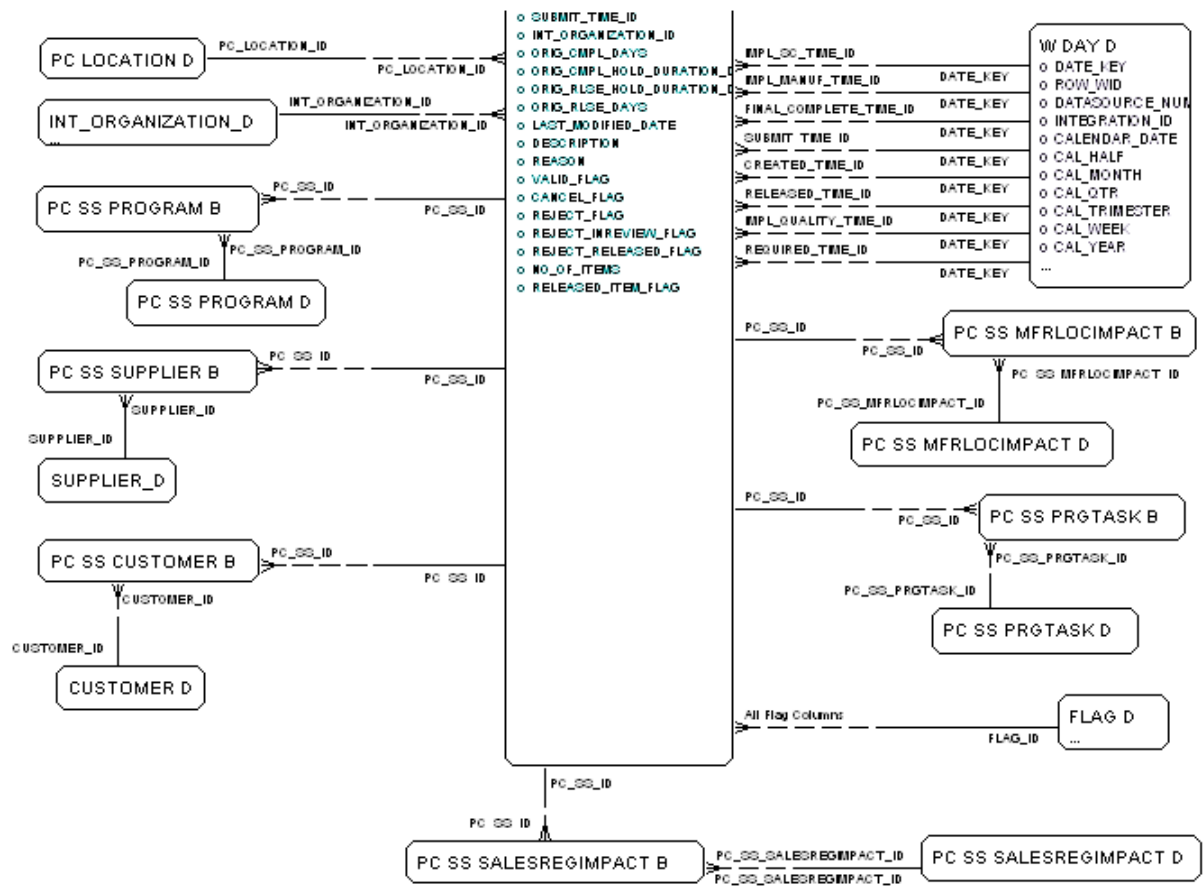 SUBMIT_TIME_ID
INT_ORGANIZATION_ID
ORIG_CMPL_DAYS
ORIG_CMPL_HOLD_DURATION_D
ORIG_RLSE_HOLD_DURATION_D
ORIG_RLSE_DAYS
LAST_MODIFIED_DATE
DESCRIPTION
REASON
VALID_FLAG
CANCEL_FLAG
REJECT_FLAG
REJECT_INREVIEW_FLAG
REJECT_RELEASED_FLAG
NO_OF_ITEMS
RELEASED_ITEM_FLAG
PC LOCATION D
PC_LOCATION_ID
PC_LOCATION_ID
INT_ORGANIZATION_D
...
INT_ORGANIZATION_ID
INT_ORGANIZATION_ID
PC SS PROGRAM B
PC_SS_ID
PC_SS_ID
PC_SS_PROGRAM_ID
PC_SS_PROGRAM_ID
PC SS PROGRAM D
PC SS SUPPLIER B
PC SS ID
PC_SS_ID
SUPPLIER_ID
SUPPLIER_ID
SUPPLIER_D
PC SS CUSTOMER B
PC_SS_ID
PC SS ID
CUSTOMER_ID
CUSTOMER_ID
CUSTOMER D
IMPL_SC_TIME_ID
DATE_KEY
IMPL_MANUF_TIME_ID
DATE_KEY
FINAL_COMPLETE_TIME_ID
DATE_KEY
SUBMIT TIME ID
DATE_KEY
CREATED_TIME_ID
DATE_KEY
RELEASED_TIME_ID
DATE_KEY
IMPL_QUALITY_TIME_ID
DATE_KEY
REQUIRED_TIME_ID
DATE_KEY
W DAY D
DATE_KEY
ROW_WID
DATASOURCE_NUM
INTEGRATION_ID
CALENDAR_DATE
CAL_HALF
CAL_MONTH
CAL_QTR
CAL_TRIMESTER
CAL_WEEK
CAL_YEAR
...
PC_SS_ID
PC_SS_ID
PC SS MFRLOCIMPACT B
PC SS MFRLOCIMPACT ID
PC_SS_MFRLOCIMPACT_ID
PC SS MFRLOCIMPACT D
PC_SS_ID
PC_SS_ID
PC SS PRGTASK B
PC_SS_PRGTASK_ID
PC_SS_PRGTASK_ID
PC SS PRGTASK D
All Flag Columns
FLAG_ID
FLAG D
...
PC_SS_ID
PC SS ID
PC SS SALESREGIMPACT B
PC_SS_SALESREGIMPACT_ID
PC_SS_SALESREGIMPACT_ID
PC SS SALESREGIMPACT D